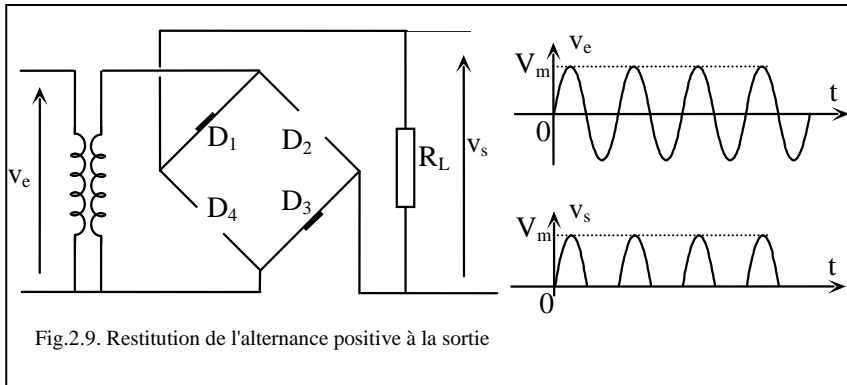 v_e
D_1
D_2
D_4
D_3
R_L
v_s
V_m
v_e
t
0
V_m
v_s
t
0
Fig.2.9. Restitution de l'alternance positive à la sortie